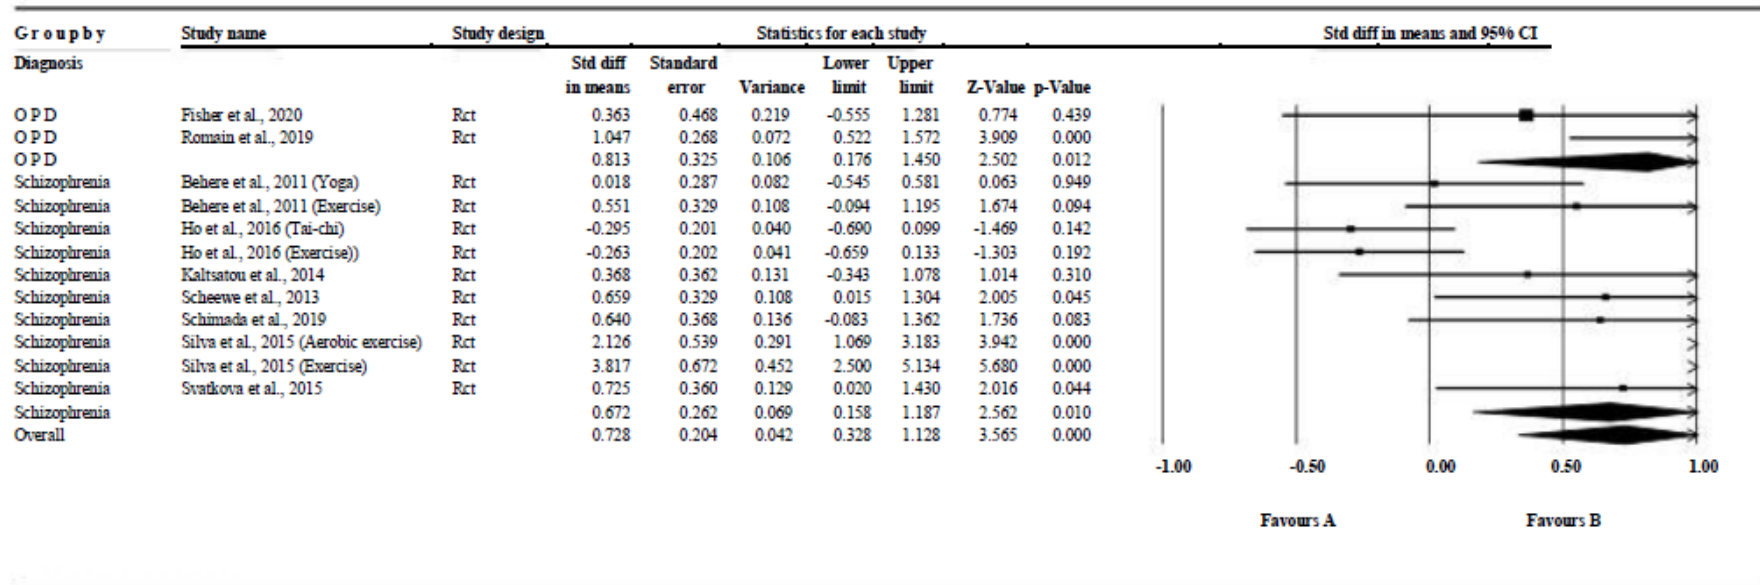 Groupby Study name Study design Statistics for each study Std diff in means and 95% CI
Diagnosis Std diff Standard Lower Upper
in means error Variance limit limit Z-Value p-Value
OPD Fisher et al., 2020 Rct 0.363 0.468 0.219 -0.555 1.281 0.774 0.439
OPD Romain et al., 2019 Rct 1.047 0.268 0.072 0.522 1.572 3.909 0.000
OPD 0.813 0.325 0.106 0.176 1.450 2.502 0.012
Schizophrenia Behere et al., 2011 (Yoga) Rct 0.018 0.287 0.082 -0.545 0.581 0.063 0.949
Schizophrenia Behere et al., 2011 (Exercise) Rct 0.551 0.329 0.108 -0.094 1.195 1.674 0.094
Schizophrenia Ho et al., 2016 (Tai-chi) Rct -0.295 0.201 0.040 -0.690 0.099 -1.469 0.142
Schizophrenia Ho et al., 2016 (Exercise)) Rct -0.263 0.202 0.041 -0.659 0.133 -1.303 0.192
Schizophrenia Kaltsatou et al., 2014 Rct 0.368 0.362 0.131 -0.343 1.078 1.014 0.310
Schizophrenia Scheewe et al., 2013 Rct 0.659 0.329 0.108 0.015 1.304 2.005 0.045
Schizophrenia Schimada et al., 2019 Rct 0.640 0.368 0.136 -0.083 1.362 1.736 0.083
Schizophrenia Silva et al., 2015 (Aerobic exercise) Rct 2.126 0.539 0.291 1.069 3.183 3.942 0.000
Schizophrenia Silva et al., 2015 (Exercise) Rct 3.817 0.672 0.452 2.500 5.134 5.680 0.000
Schizophrenia Svatkova et al., 2015 Rct 0.725 0.360 0.129 0.020 1.430 2.016 0.044
Schizophrenia 0.672 0.262 0.069 0.158 1.187 2.562 0.010
Overall 0.728 0.204 0.042 0.328 1.128 3.565 0.000
-1.00 -0.50 0.00 0.50 1.00
Favours A Favours B